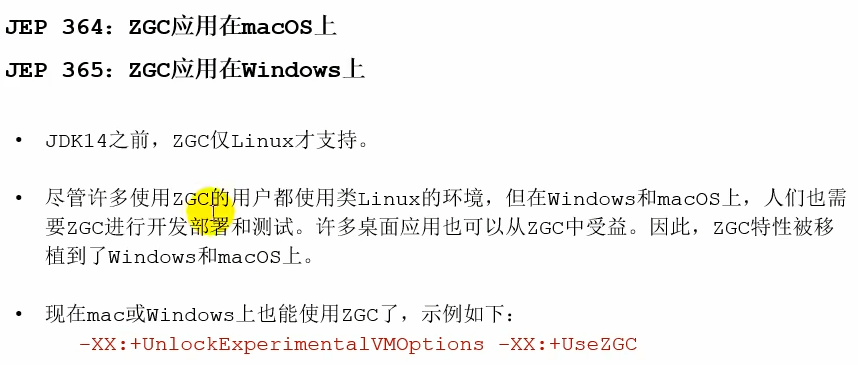 JEP 364：ZGC应用在macOS上
JEP 365：ZGC应用在Windows上
• JDK14之前，ZGC仅Linux才支持。
• 尽管许多使用ZGC的用户都使用类Linux的环境，但在Windows和macOS上，人们也需
要ZGC进行开发部署和测试。许多桌面应用也可以从ZGC中受益。因此，ZGC特性被移
植到了Windows和macOS上。
• 现在mac或Windows上也能使用ZGC了，示例如下：
-XX:+UnlockExperimentalVMOptions -XX:+UseZGC